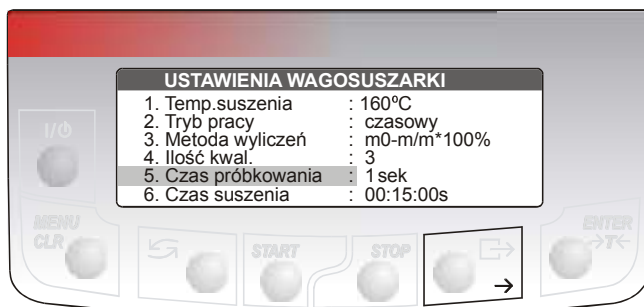 USTAWIENIA WAGOSUSZARKI
1. Temp.suszenia : 160ºC
2. Tryb pracy : czasowy
3. Metoda wyliczeń : m0-m/m*100%
4. Ilość kwal. : 3
5. Czas próbkowania : 1sek
6. Czas suszenia : 00:15:00s
I/⏻
MENU
CLR
START
STOP
→
ENTER
→T←